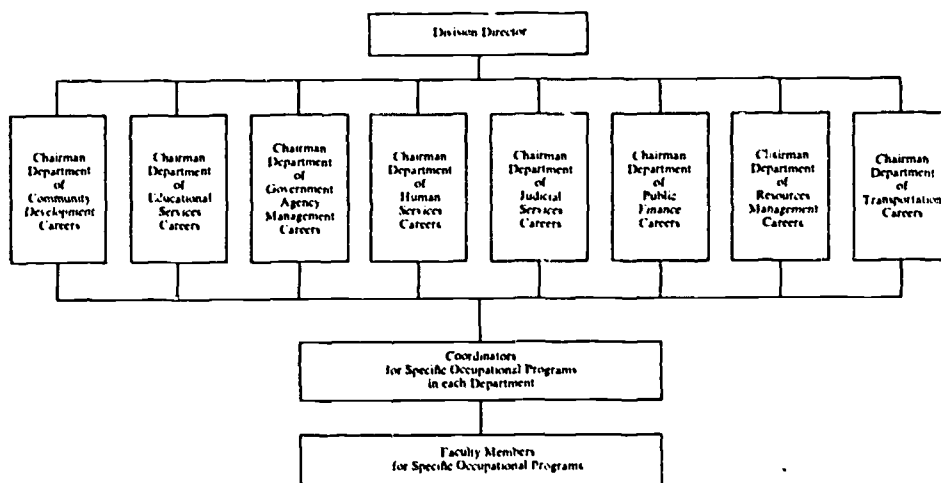 Division Director
Chairman
Department
of
Community
Development
Careers
Chairman
Department
of
Educational
Services
Careers
Chairman
Department
of
Government
Agency
Management
Careers
Chairman
Department
of
Human
Services
Careers
Chairman
Department
of
Judicial
Services
Careers
Chairman
Department
of
Public
Finance
Careers
Chairman
Department
of
Resources
Management
Careers
Chairman
Department
of
Transportation
Careers
Coordinators
for Specific Occupational Programs
in each Department
Faculty Members
for Specific Occupational Programs